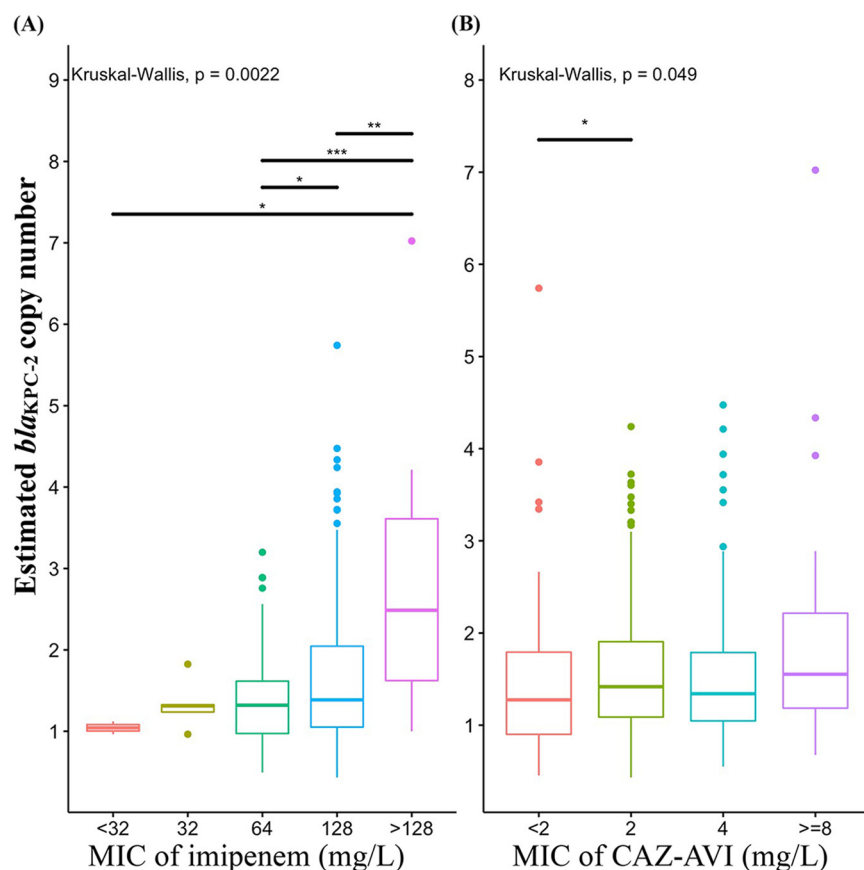 (A)
Kruskal-Wallis, p = 0.0022
**
***
*
*
9
8
7
6
5
4
3
2
1
Estimated blaKPC-2 copy number
<32 32 64 128 >128
MIC of imipenem (mg/L)
(B)
Kruskal-Wallis, p = 0.049
*
8
7
6
5
4
3
2
1
<2 2 4 >=8
MIC of CAZ-AVI (mg/L)